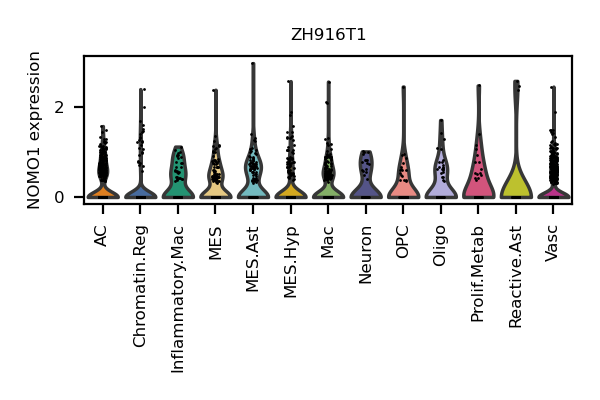 ZH916T1
NOMO1 expression
2
0
AC
Chromatin.Reg
Inflammatory.Mac
MES
MES.Ast
MES.Hyp
Mac
Neuron
OPC
Oligo
Prolif.Metab
Reactive.Ast
Vasc